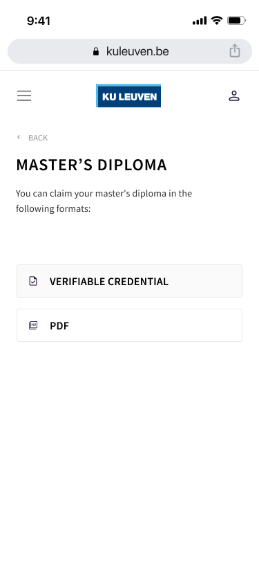 9:41
kuleuven.be
KU LEUVEN
BACK
MASTER'S DIPLOMA
You can claim your master's diploma in the
following formats:
VERIFIABLE CREDENTIAL
PDF